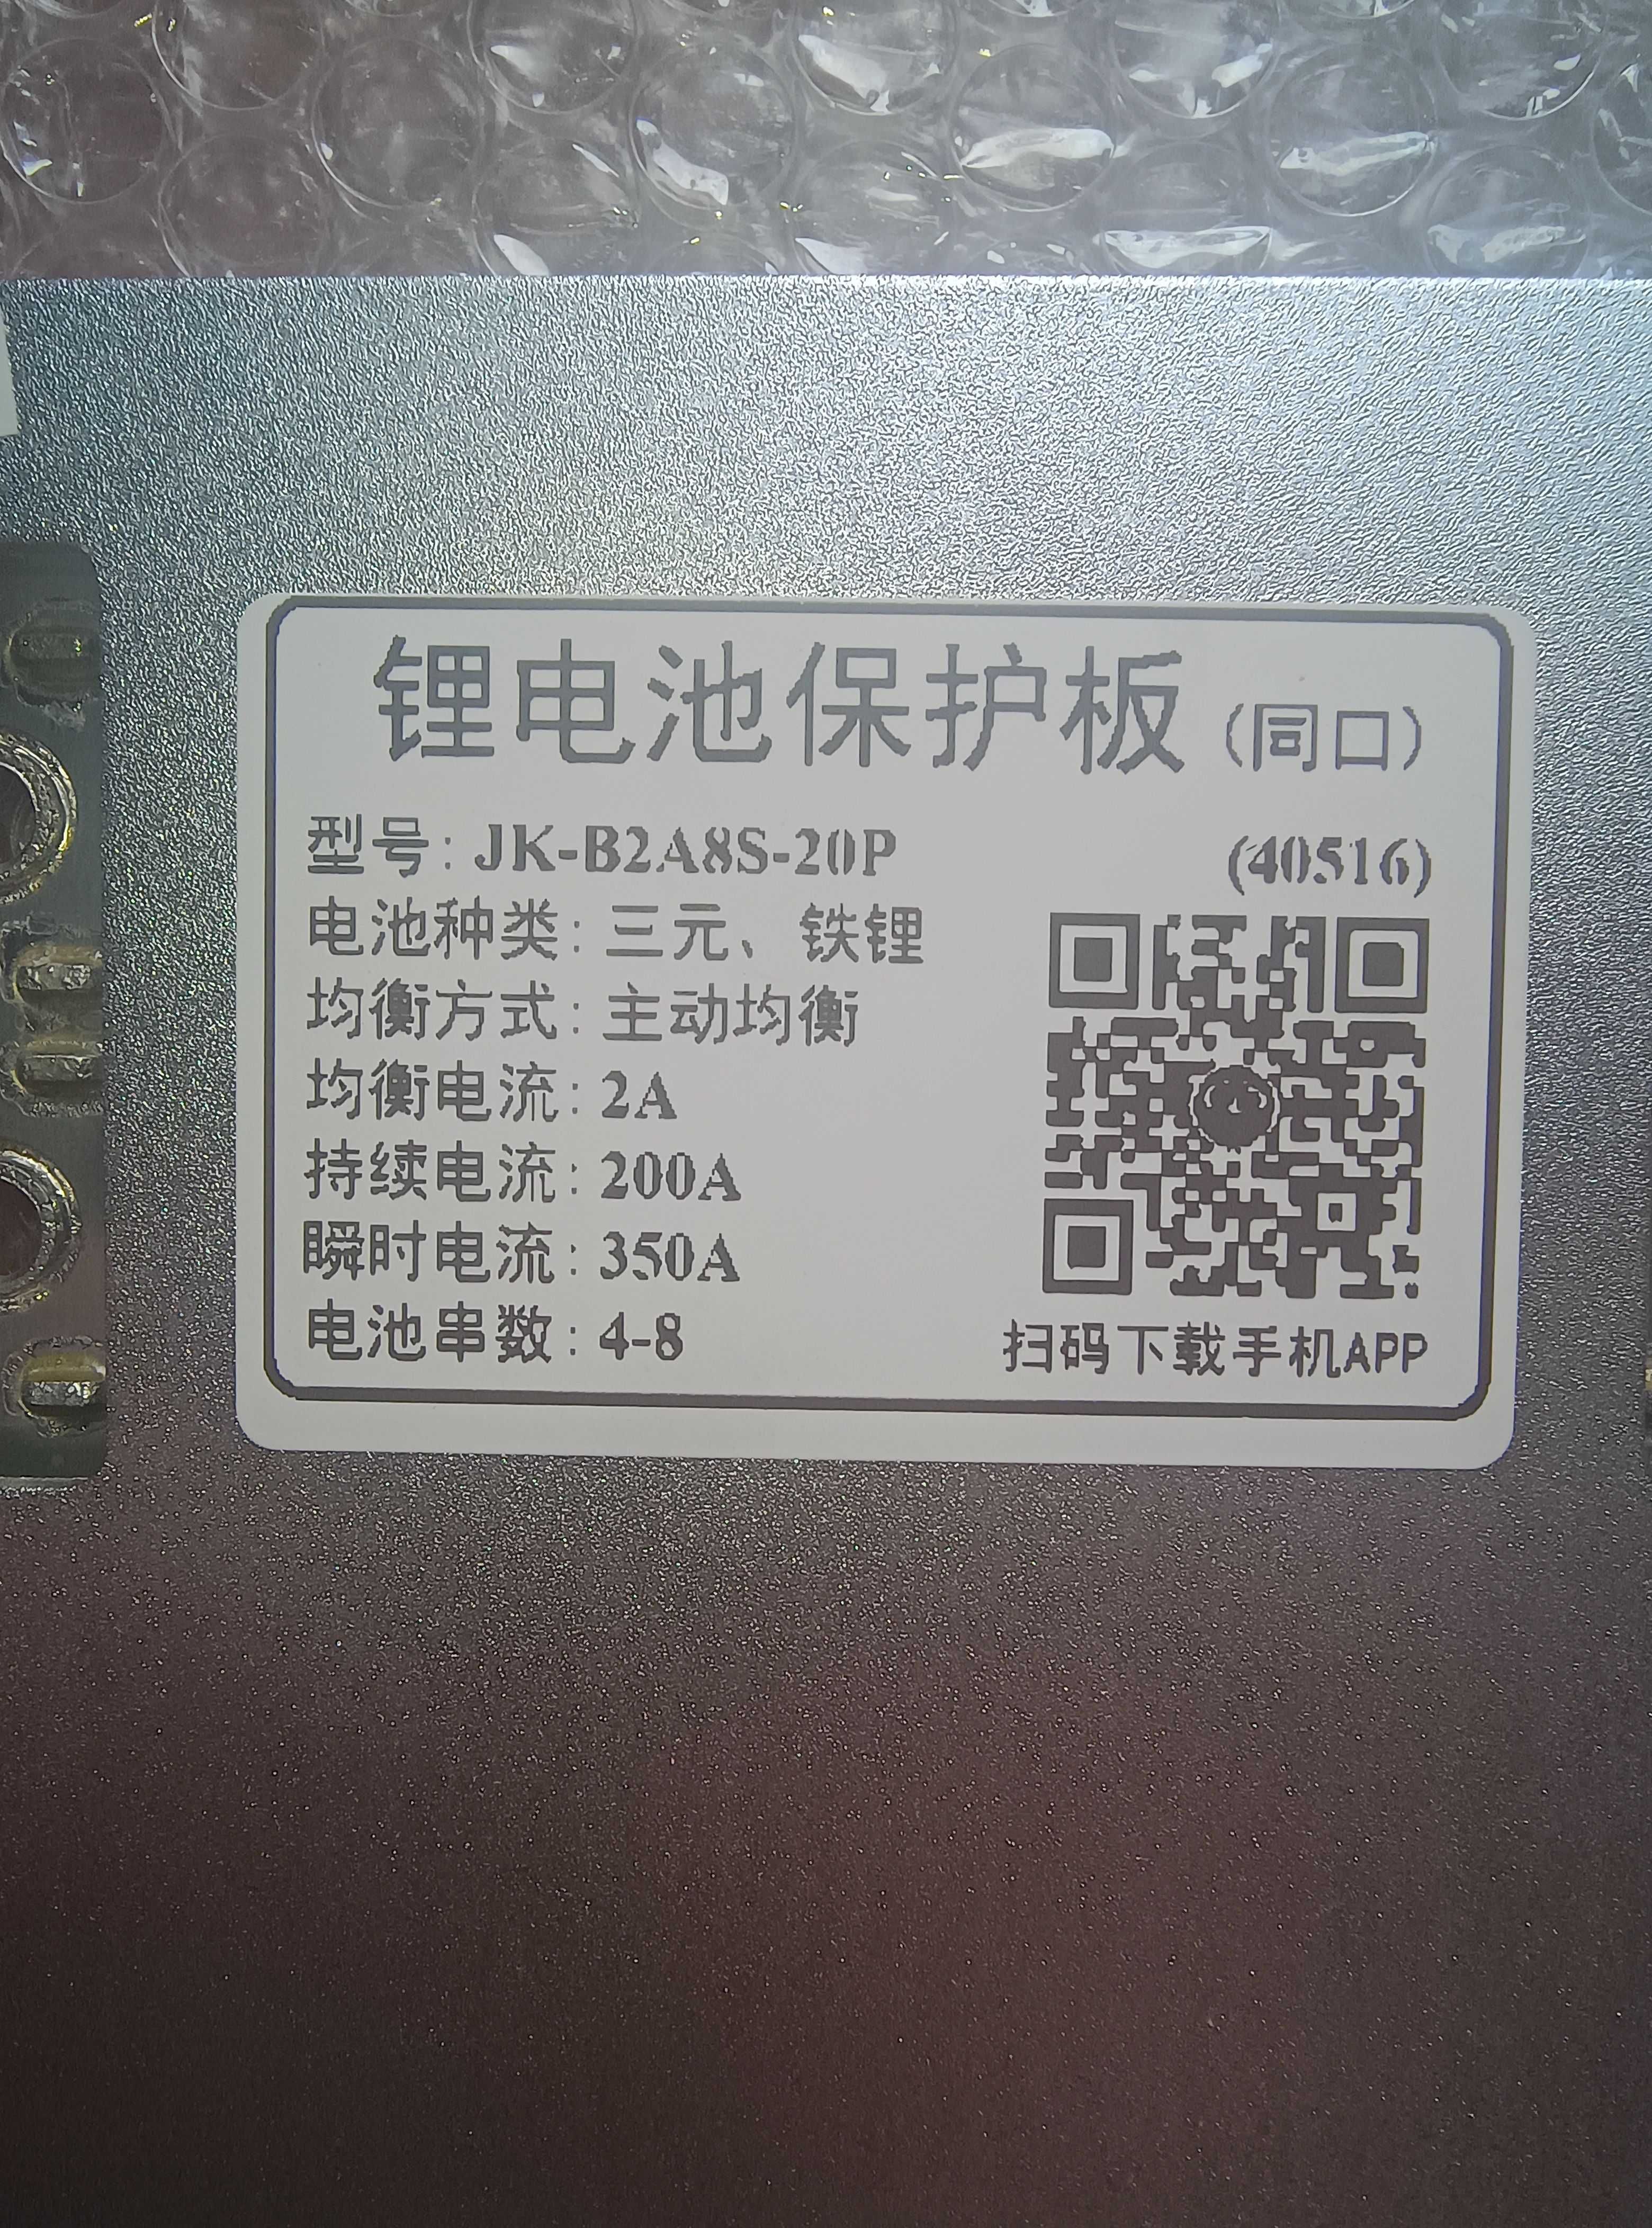 锂电池保护板（同口）
型号：JK-B2A8S-20P (40516)
电池种类：三元、铁锂
均衡方式：主动均衡
均衡电流：2A
持续电流：200A
瞬时电流：350A
电池串数：4-8
扫码下载手机APP